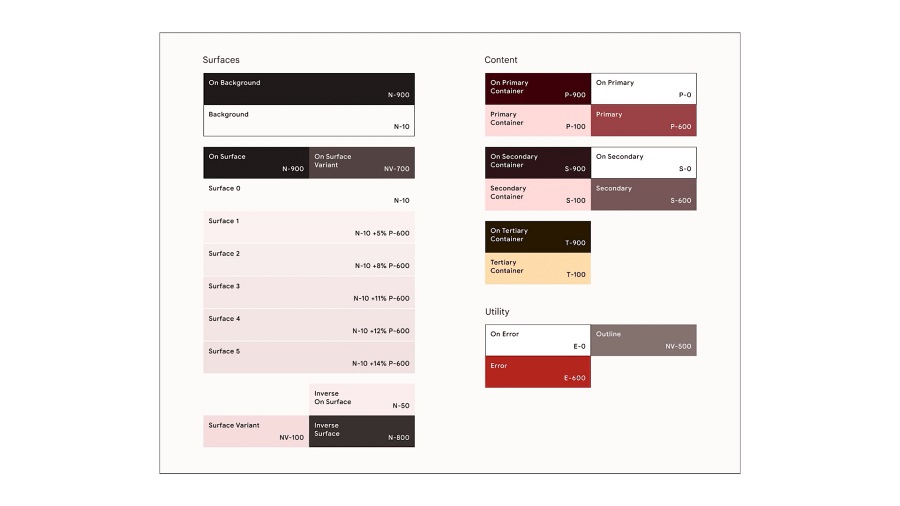 Surfaces
On Background
N-900
Background
N-10
On Surface
N-900
On Surface
Variant
NV-700
Surface 0
N-10
Surface 1
N-10 +5% P-600
Surface 2
N-10 +8% P-600
Surface 3
N-10 +11% P-600
Surface 4
N-10 +12% P-600
Surface 5
N-10 +14% P-600
Inverse
On Surface
N-50
Surface Variant
NV-100
Inverse
Surface
N-800
Content
On Primary
Container
P-900
On Primary
P-0
Primary
Container
P-100
Primary
P-600
On Secondary
Container
S-900
On Secondary
S-0
Secondary
Container
S-100
Secondary
S-600
On Tertiary
Container
T-900
Tertiary
Container
T-100
Utility
On Error
E-0
Outline
NV-500
Error
E-600